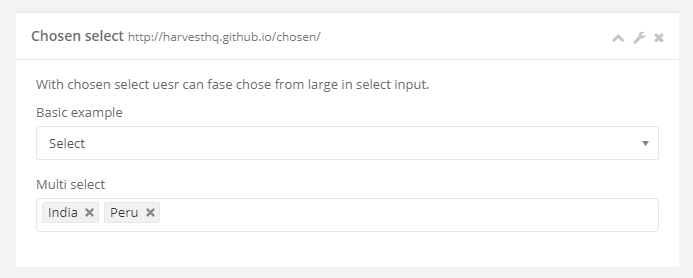 Chosen select http://harvesthq.github.io/chosen/
With chosen select uesr can fase chose from large in select input.
Basic example
Select
Multi select
India Peru